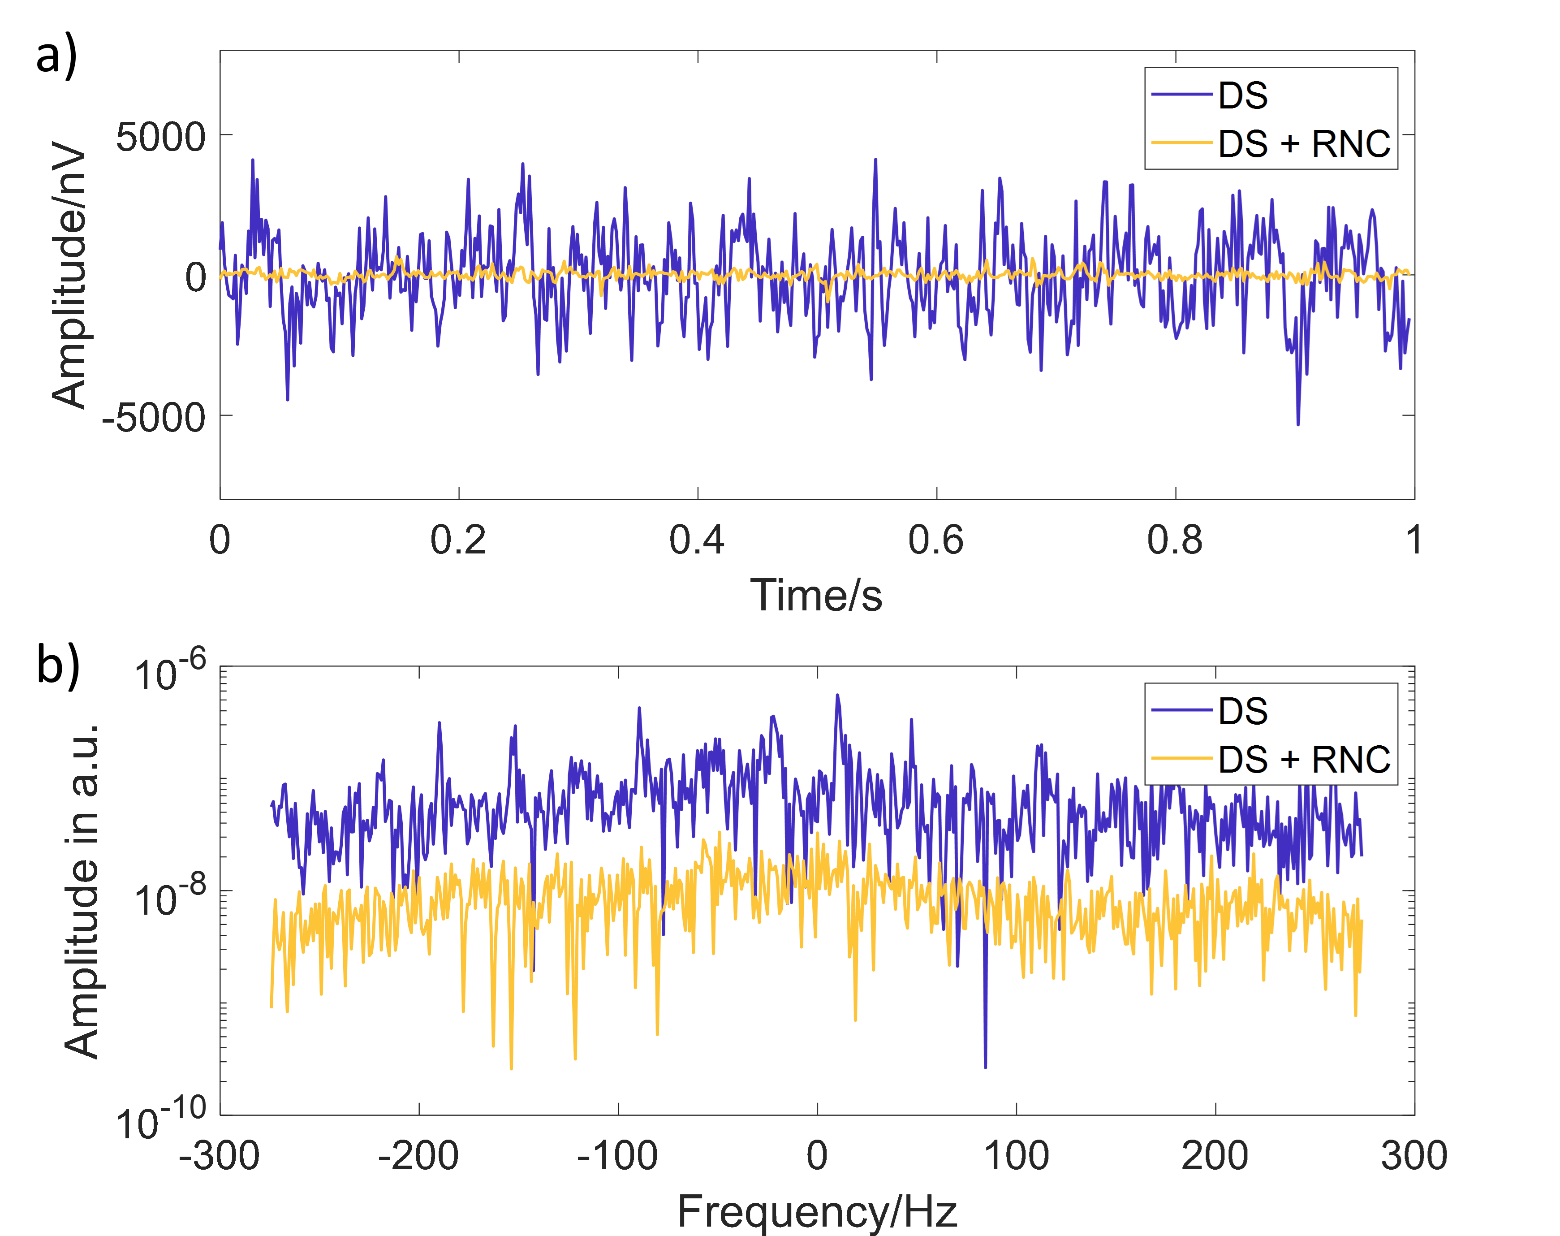 a)
DS
DS + RNC
5000
0
-5000
Amplitude/nV
0 0.2 0.4 0.6 0.8 1
Time/s
b)
DS
DS + RNC
10-6
10-8
10-10
Amplitude in a.u.
-300 -200 -100 0 100 200 300
Frequency/Hz